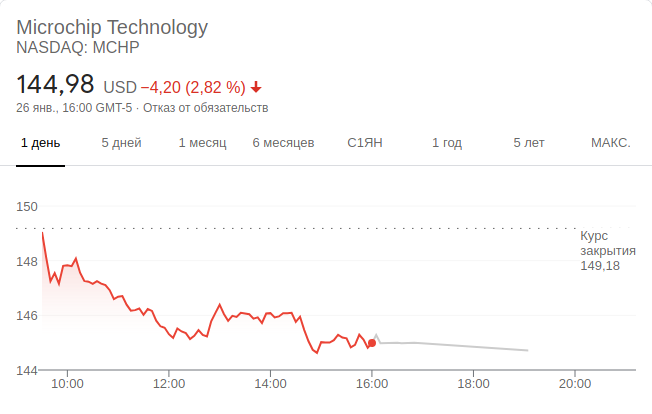 Microchip Technology
NASDAQ: MCHP
144,98 USD −4,20 (2,82 %)
26 янв., 16:00 GMT-5 · Отказ от обязательств
1 день 5 дней 1 месяц 6 месяцев С1ЯН 1 год 5 лет МАКС.
150
Курс
закрытия
149,18
148
146
144
10:00 12:00 14:00 16:00 18:00 20:00